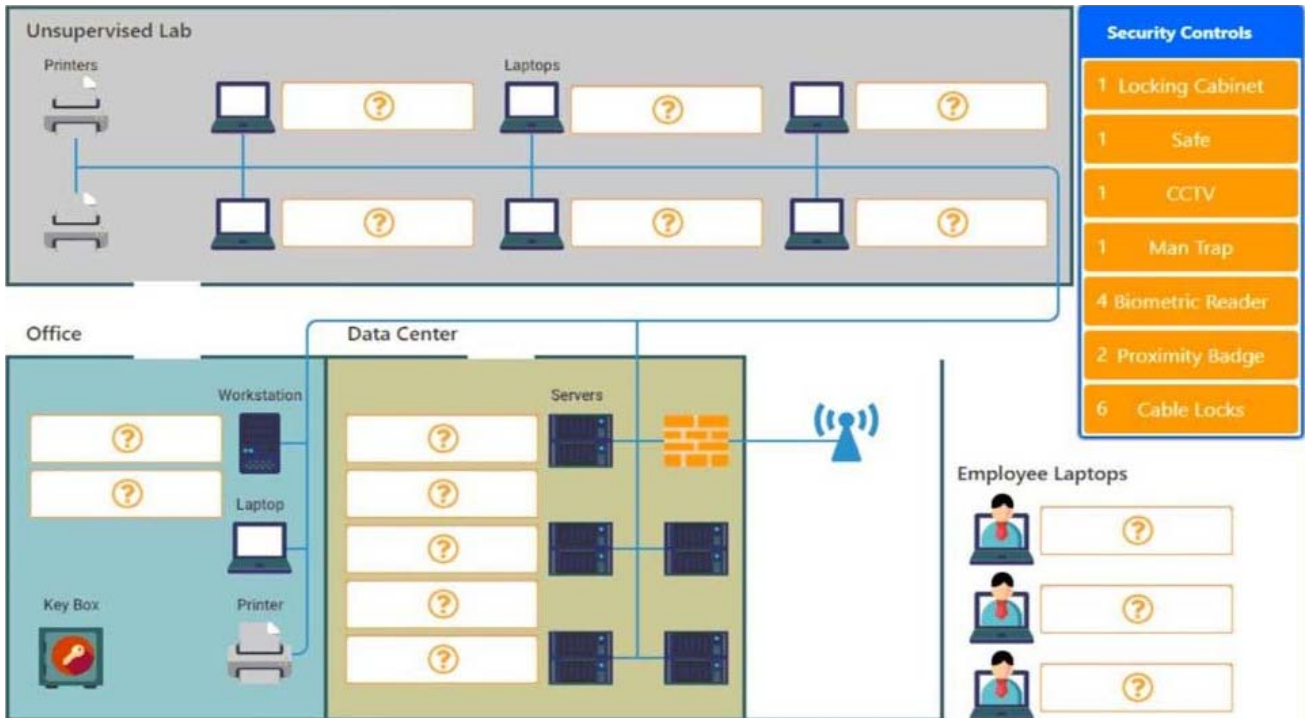 Unsupervised Lab
Security Controls
Printers
Laptops
1 Locking Cabinet
?
?
?
1 Safe
1 CCTV
?
?
?
1 Man Trap
4 Biometric Reader
Office
Data Center
2 Proximity Badge
Workstation
Servers
6 Cable Locks
?
?
?
?
Employee Laptops
Laptop
?
?
?
Key Box
Printer
?
?
?